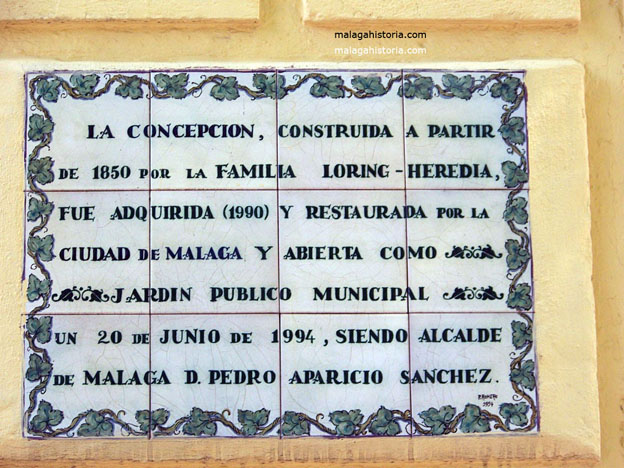 malagahistoria.com
malagahistoria.com
LA CONCEPCION, CONSTRUIDA A PARTIR
DE 1850 POR LA FAMILIA LORING-HEREDIA,
FUE ADQUIRIDA (1990) Y RESTAURADA POR LA
CIUDAD DE MALAGA Y ABIERTA COMO
JARDIN PUBLICO MUNICIPAL
UN 20 DE JUNIO DE 1994, SIENDO ALCALDE
DE MALAGA D. PEDRO APARICIO SANCHEZ.
1994